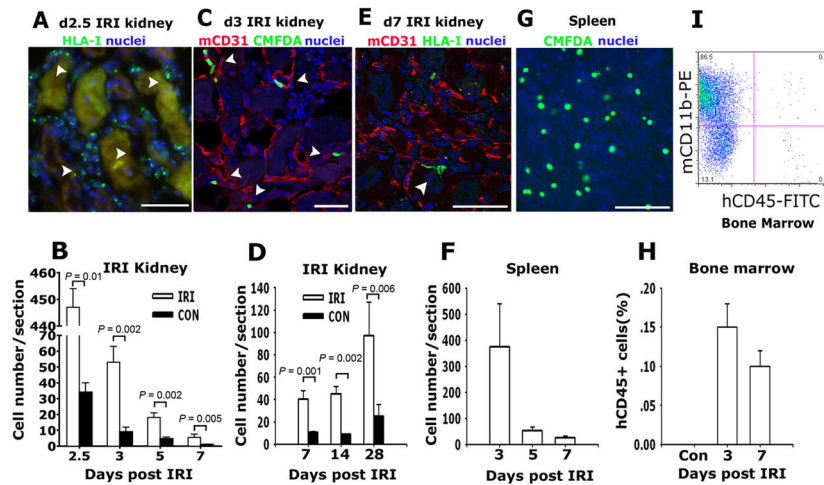 A d2.5 IRI kidney
HLA-I nuclei
C d3 IRI kidney
mCD31 CMFDA nuclei
E d7 IRI kidney
mCD31 HLA-I nuclei
G Spleen
CMFDA nuclei
I
86.5
0.
mCD11b-PE
13.1
0.
hCD45-FITC
Bone Marrow
B IRI Kidney
Cell number/section
460
450
440
60
50
40
30
20
10
0
P = 0.01
P = 0.002
P = 0.002
P = 0.005
IRI
CON
2.5 3 5 7
Days post IRI
D IRI Kidney
Cell number/section
140
120
100
80
60
40
20
0
IRI
CON
P = 0.006
P = 0.002
P = 0.001
7 14 28
Days post IRI
F Spleen
Cell number/section
600
500
400
300
200
100
0
3 5 7
Days post IRI
H Bone marrow
hCD45+ cells(%)
.20
.15
.10
.05
.00
Con 3 7
Days post IRI